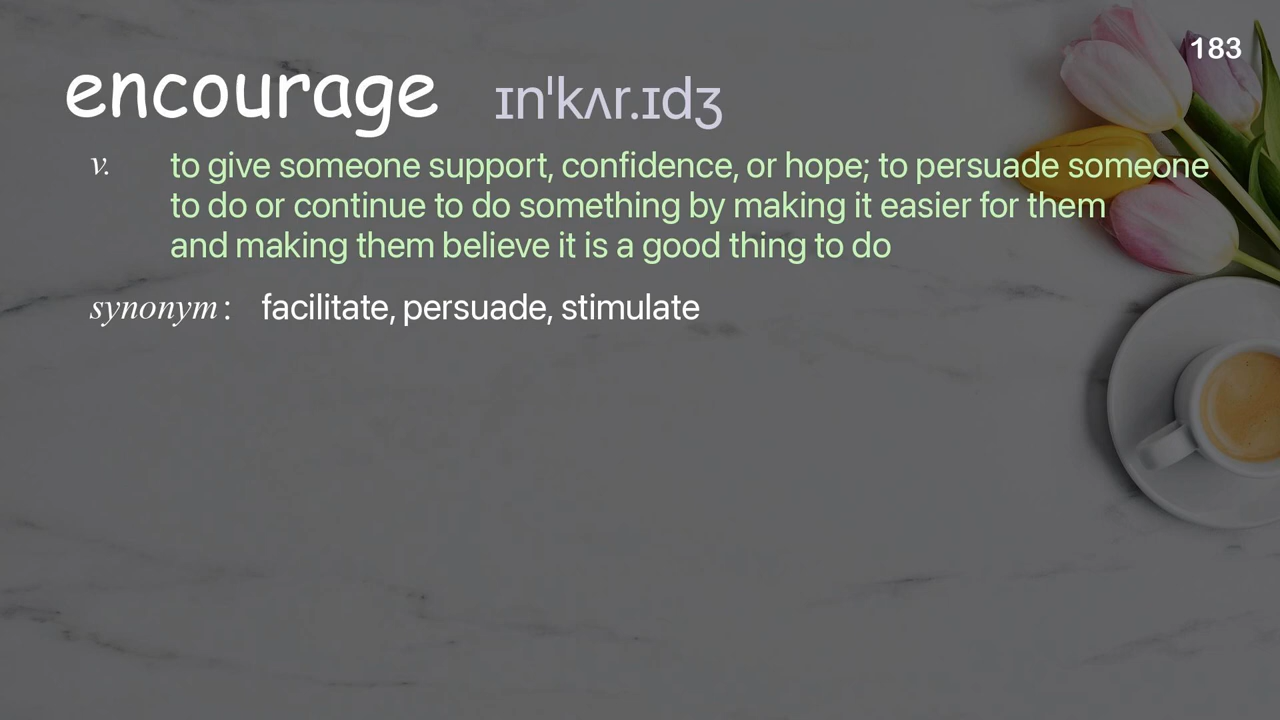 183
encourage ɪnˈkʌr.ɪdʒ
v. to give someone support, confidence, or hope; to persuade someone
to do or continue to do something by making it easier for them
and making them believe it is a good thing to do
synonym: facilitate, persuade, stimulate